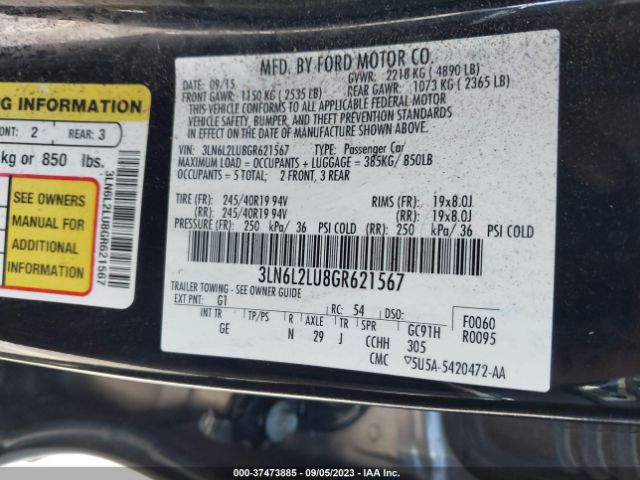 MFD. BY FORD MOTOR CO.
DATE: 09/15 GVWR: 2218 KG ( 4890 LB)
FRONT GAWR: 1150 KG ( 2535 LB) REAR GAWR: 1073 KG ( 2365 LB)
THIS VEHICLE CONFORMS TO ALL APPLICABLE FEDERAL MOTOR
VEHICLE SAFETY, BUMPER, AND THEFT PREVENTION STANDARDS
IN EFFECT ON THE DATE OF MANUFACTURE SHOWN ABOVE.
VIN: 3LN6L2LU8GR621567 TYPE: Passenger Car
MAXIMUM LOAD = OCCUPANTS + LUGGAGE = 385KG/ 850LB
OCCUPANTS = 5 TOTAL; 2 FRONT, 3 REAR
TIRE (FR): 245/40R19 94V RIMS (FR): 19x8.0J
(RR): 245/40R19 94V (RR): 19x8.0J
PRESSURE (FR): 250 kPa/ 36 PSI COLD (RR): 250 kPa/ 36 PSI COLD
3LN6L2LU8GR621567
TRAILER TOWING - SEE OWNER GUIDE
EXT PNT: G1 RC: 54 DSO: F0060
INT TR TP/PS R AXLE TR SPR GC91H R0095
GE N 29 J CCHH 305
CMC 5U5A-5420472-AA
G INFORMATION
ONT: 2 REAR: 3
kg or 850 lbs.
SEE OWNERS
MANUAL FOR
ADDITIONAL
INFORMATION
3LN6L2LU8GR621567
000-37473885 - 09/05/2023 - IAA Inc.